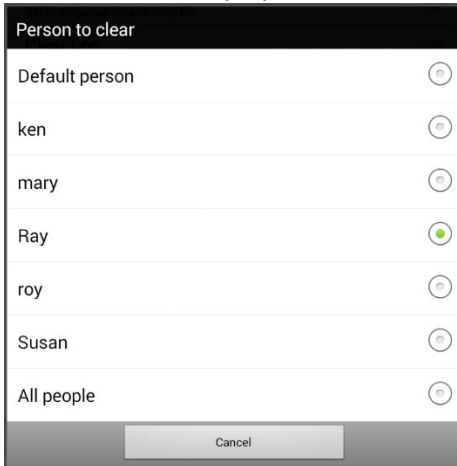 Person to clear
Default person
ken
mary
Ray
roy
Susan
All people
Cancel